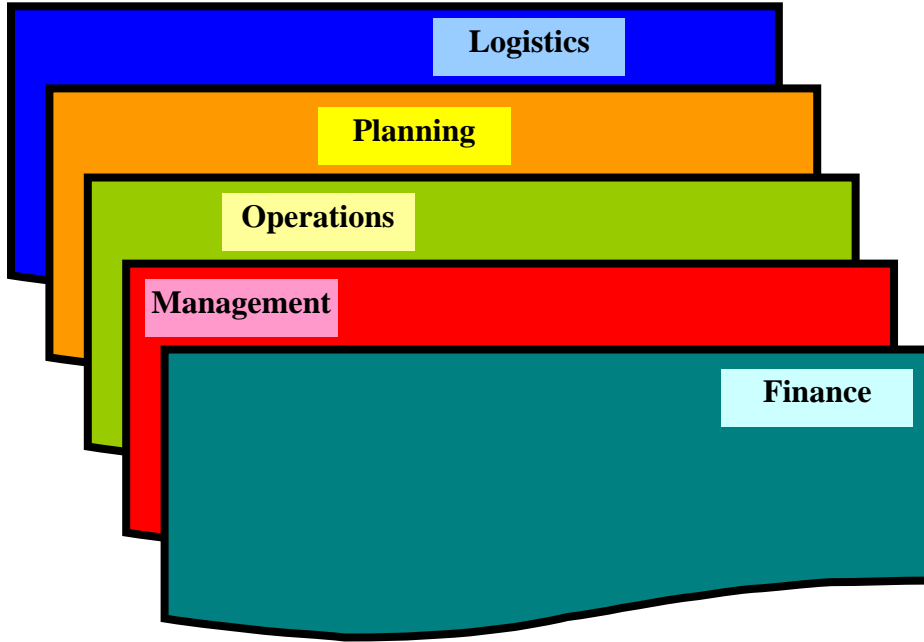 Logistics
Planning
Operations
Management
Finance